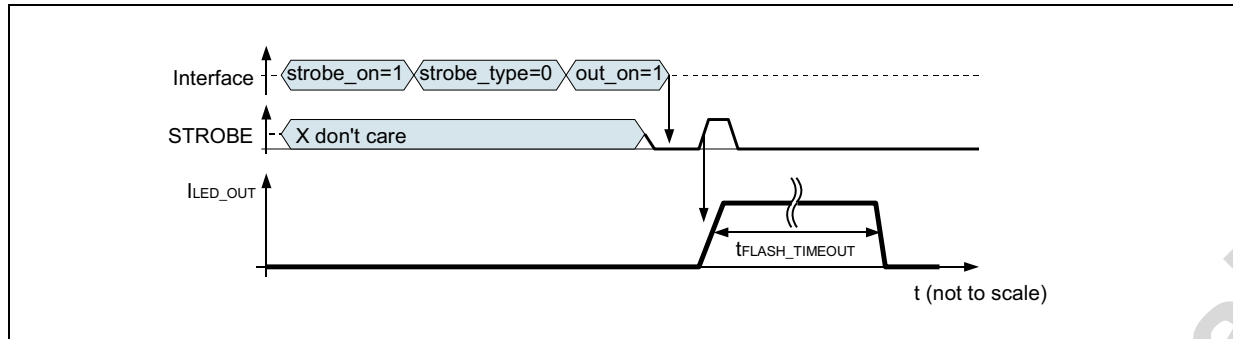 Interface
strobe_on=1 strobe_type=0 out_on=1
STROBE
X don't care
ILED_OUT
tFLASH_TIMEOUT
t (not to scale)